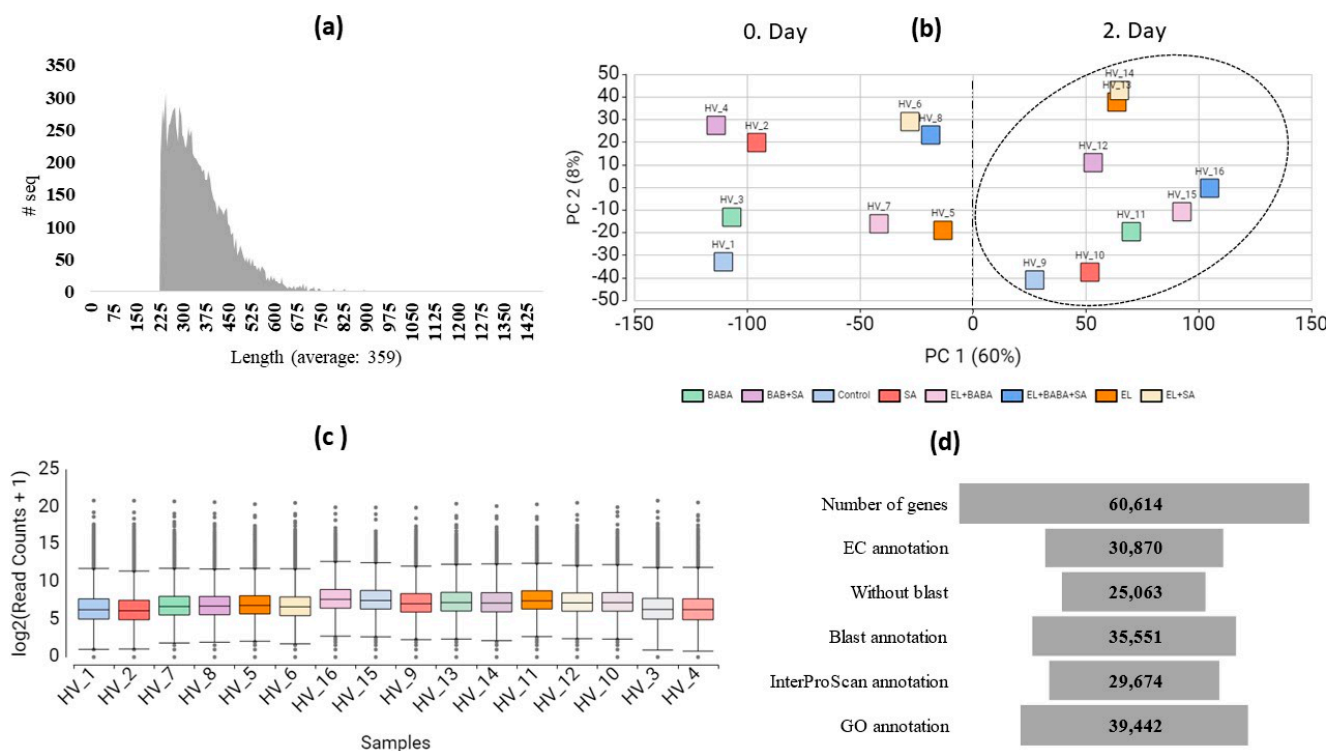 (a)
# seq
350
300
250
200
150
100
50
0
0 75 150 225 300 375 450 525 600 675 750 825 900 975 1050 1125 1200 1275 1350 1425
Length (average: 359)
(b)
0. Day 2. Day
PC 2 (8%)
50
40
30
20
10
0
-10
-20
-30
-40
-50
HV_14
HV_13
HV_4
HV_6
HV_2
HV_8
HV_12
HV_16
HV_3
HV_15
HV_7
HV_5
HV_11
HV_1
HV_10
HV_9
-150 -100 -50 0 50 100 150
PC 1 (60%)
BABA BAB+SA Control SA EL+BABA EL+BABA+SA EL EL+SA
(c )
log2(Read Counts + 1)
25
20
15
10
5
0
HV_1 HV_2 HV_7 HV_8 HV_5 HV_6 HV_16 HV_15 HV_9 HV_13 HV_14 HV_11 HV_12 HV_10 HV_3 HV_4
Samples
(d)
Number of genes 60,614
EC annotation 30,870
Without blast 25,063
Blast annotation 35,551
InterProScan annotation 29,674
GO annotation 39,442